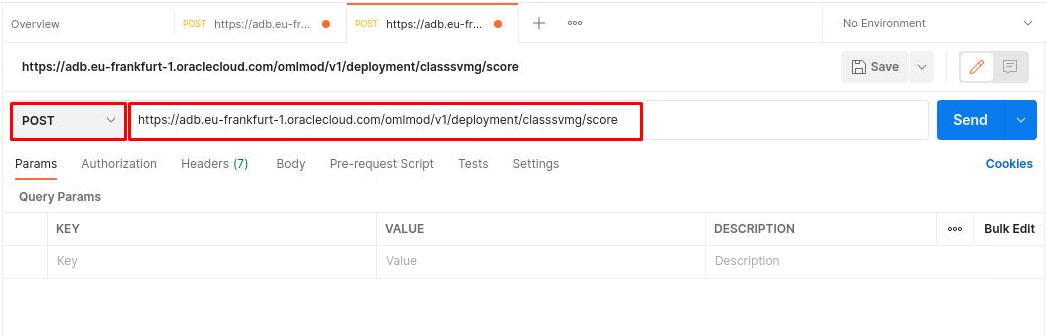 Overview POST https://adb.eu-fr... POST https://adb.eu-fr... No Environment
https://adb.eu-frankfurt-1.oraclecloud.com/omlmod/v1/deployment/classsvmg/score Save
POST https://adb.eu-frankfurt-1.oraclecloud.com/omlmod/v1/deployment/classsvmg/score Send
Params Authorization Headers (7) Body Pre-request Script Tests Settings Cookies
Query Params
KEY VALUE DESCRIPTION Bulk Edit
Key Value Description